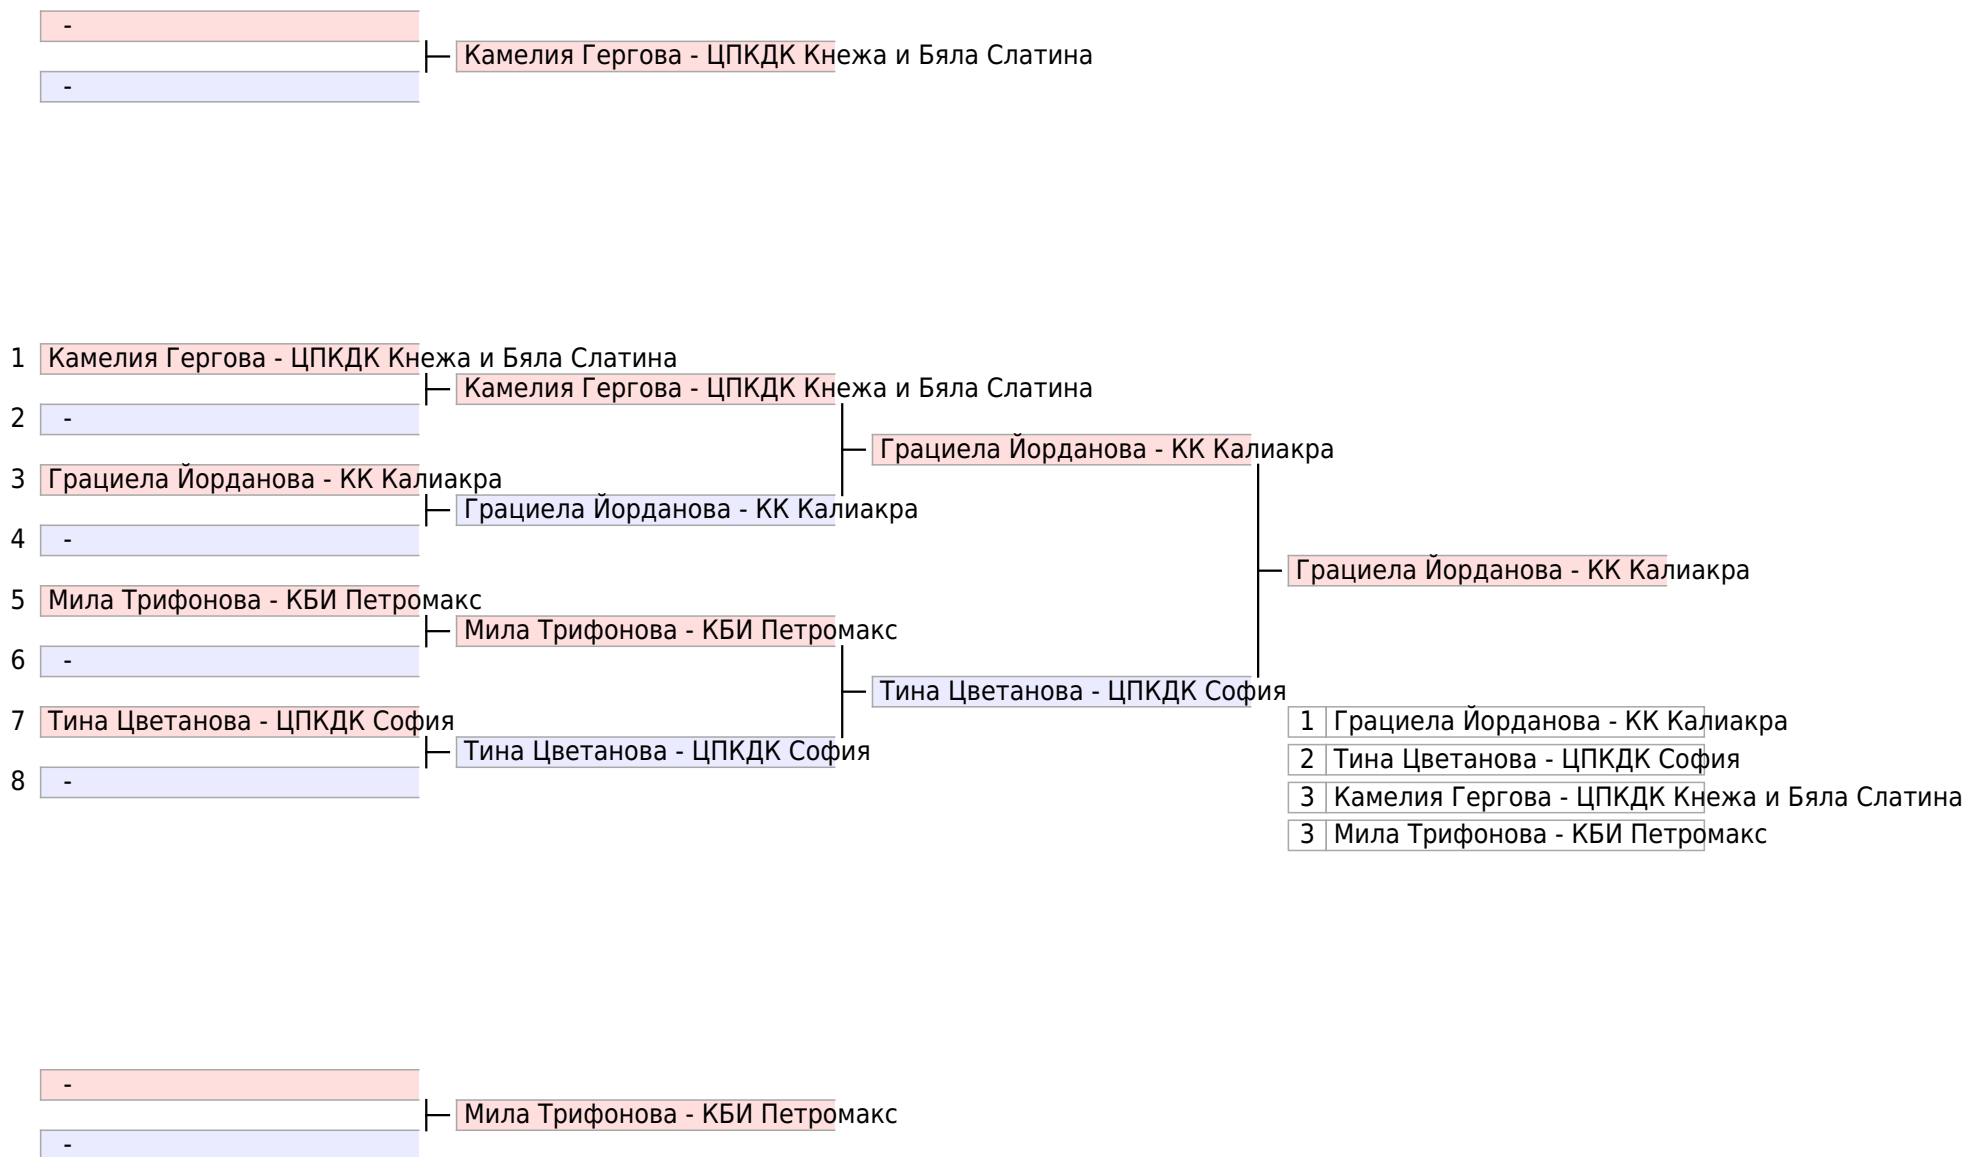 -
Камелия Гергова - ЦПКДК Кнежа и Бяла Слатина
-
1 Камелия Гергова - ЦПКДК Кнежа и Бяла Слатина
Камелия Гергова - ЦПКДК Кнежа и Бяла Слатина
2 -
Грациела Йорданова - КК Калиакра
3 Грациела Йорданова - КК Калиакра
Грациела Йорданова - КК Калиакра
4 -
Грациела Йорданова - КК Калиакра
5 Мила Трифонова - КБИ Петромакс
Мила Трифонова - КБИ Петромакс
6 -
Тина Цветанова - ЦПКДК София
7 Тина Цветанова - ЦПКДК София
1 Грациела Йорданова - КК Калиакра
Тина Цветанова - ЦПКДК София
2 Тина Цветанова - ЦПКДК София
8 -
3 Камелия Гергова - ЦПКДК Кнежа и Бяла Слатина
3 Мила Трифонова - КБИ Петромакс
-
Мила Трифонова - КБИ Петромакс
-